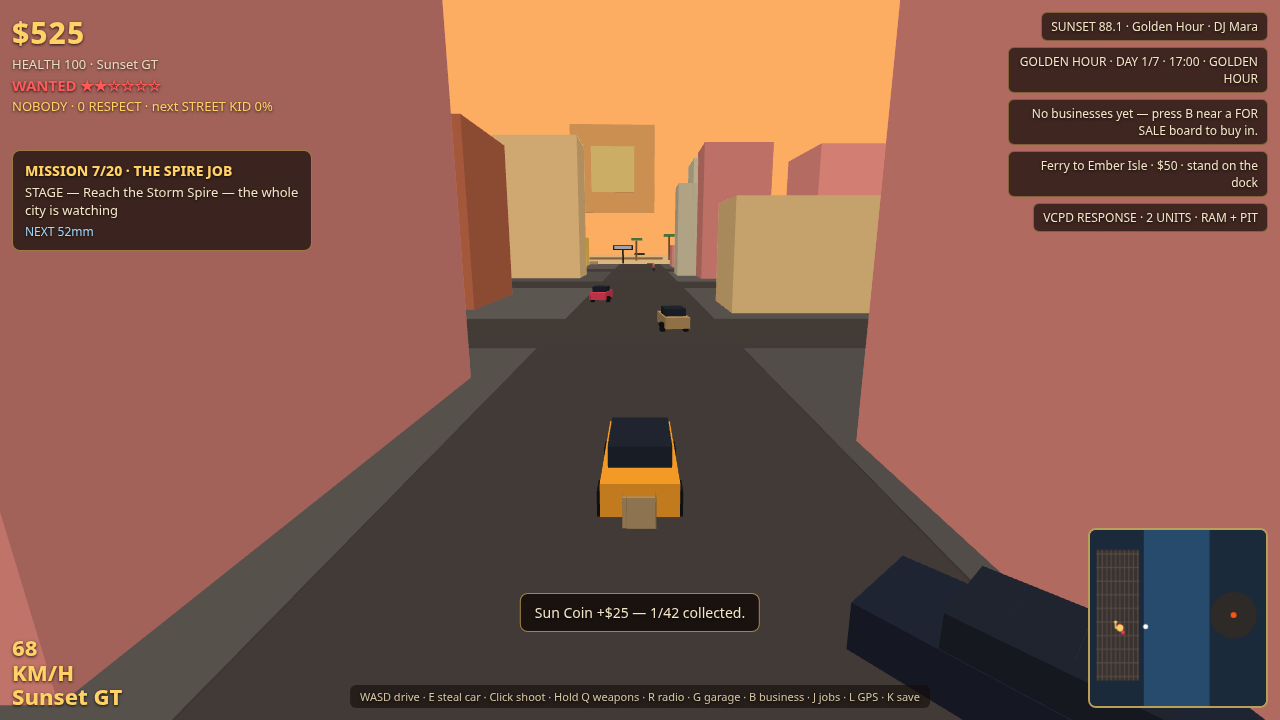 $525
HEALTH 100 · Sunset GT
WANTED ★★☆☆☆☆☆
NOBODY · 0 RESPECT · next STREET KID 0%
MISSION 7/20 · THE SPIRE JOB
STAGE — Reach the Storm Spire — the whole
city is watching
NEXT 52mm
SUNSET 88.1 · Golden Hour · DJ Mara
GOLDEN HOUR · DAY 1/7 · 17:00 · GOLDEN
HOUR
No businesses yet — press B near a FOR
SALE board to buy in.
Ferry to Ember Isle · $50 · stand on the
dock
VCPD RESPONSE · 2 UNITS · RAM + PIT
Sun Coin +$25 — 1/42 collected.
68
KM/H
Sunset GT
WASD drive · E steal car · Click shoot · Hold Q weapons · R radio · G garage · B business · J jobs · L GPS · K save